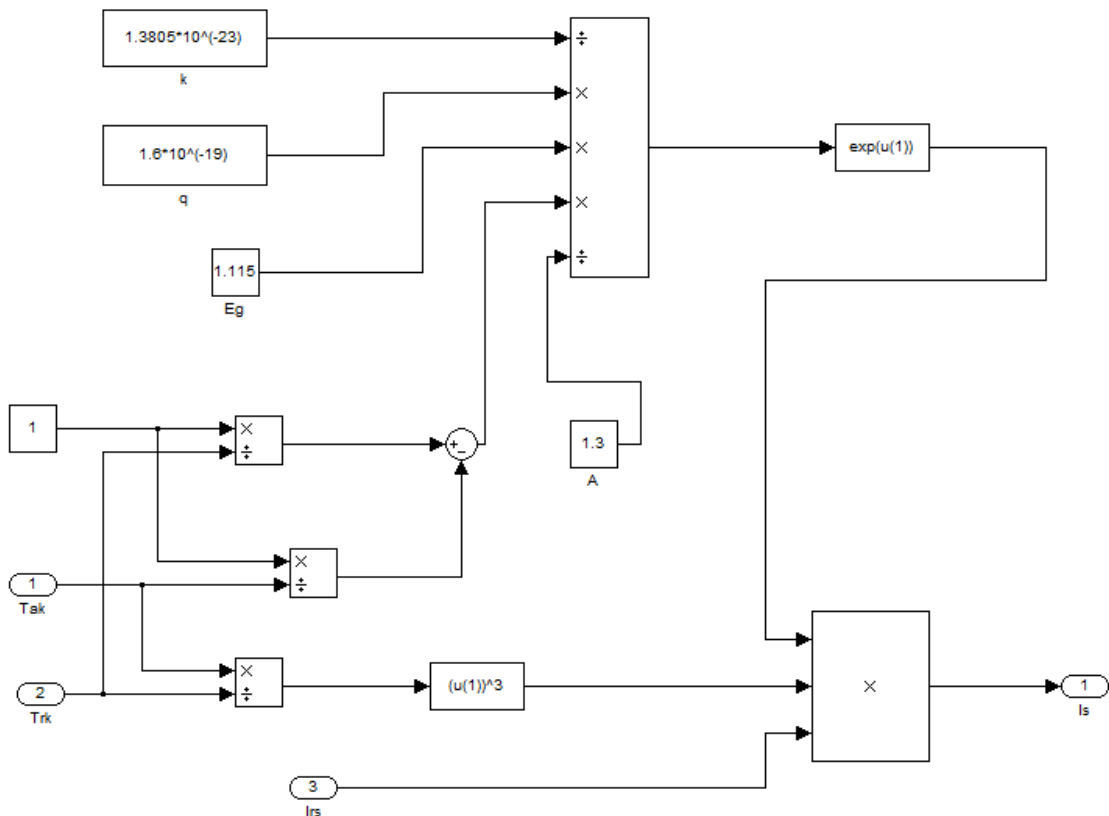 1.3805*10^(-23)
k
÷
1.6*10^(-19)
q
×
×
×
÷
exp(u(1))
1.115
Eg
1
×
÷
+
−
1.3
A
×
÷
1
Tak
×
÷
(u(1))^3
2
Trk
×
1
Is
3
Irs